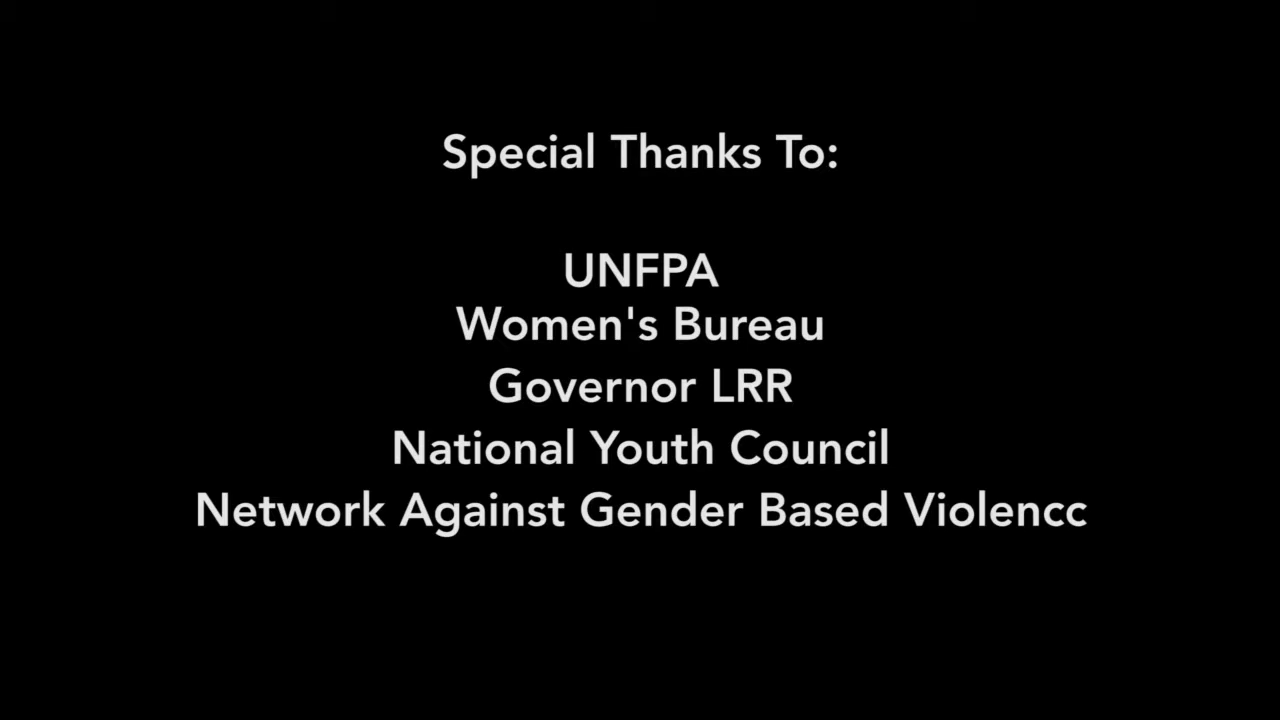 Special Thanks To:
UNFPA
Women's Bureau
Governor LRR
National Youth Council
Network Against Gender Based Violencc